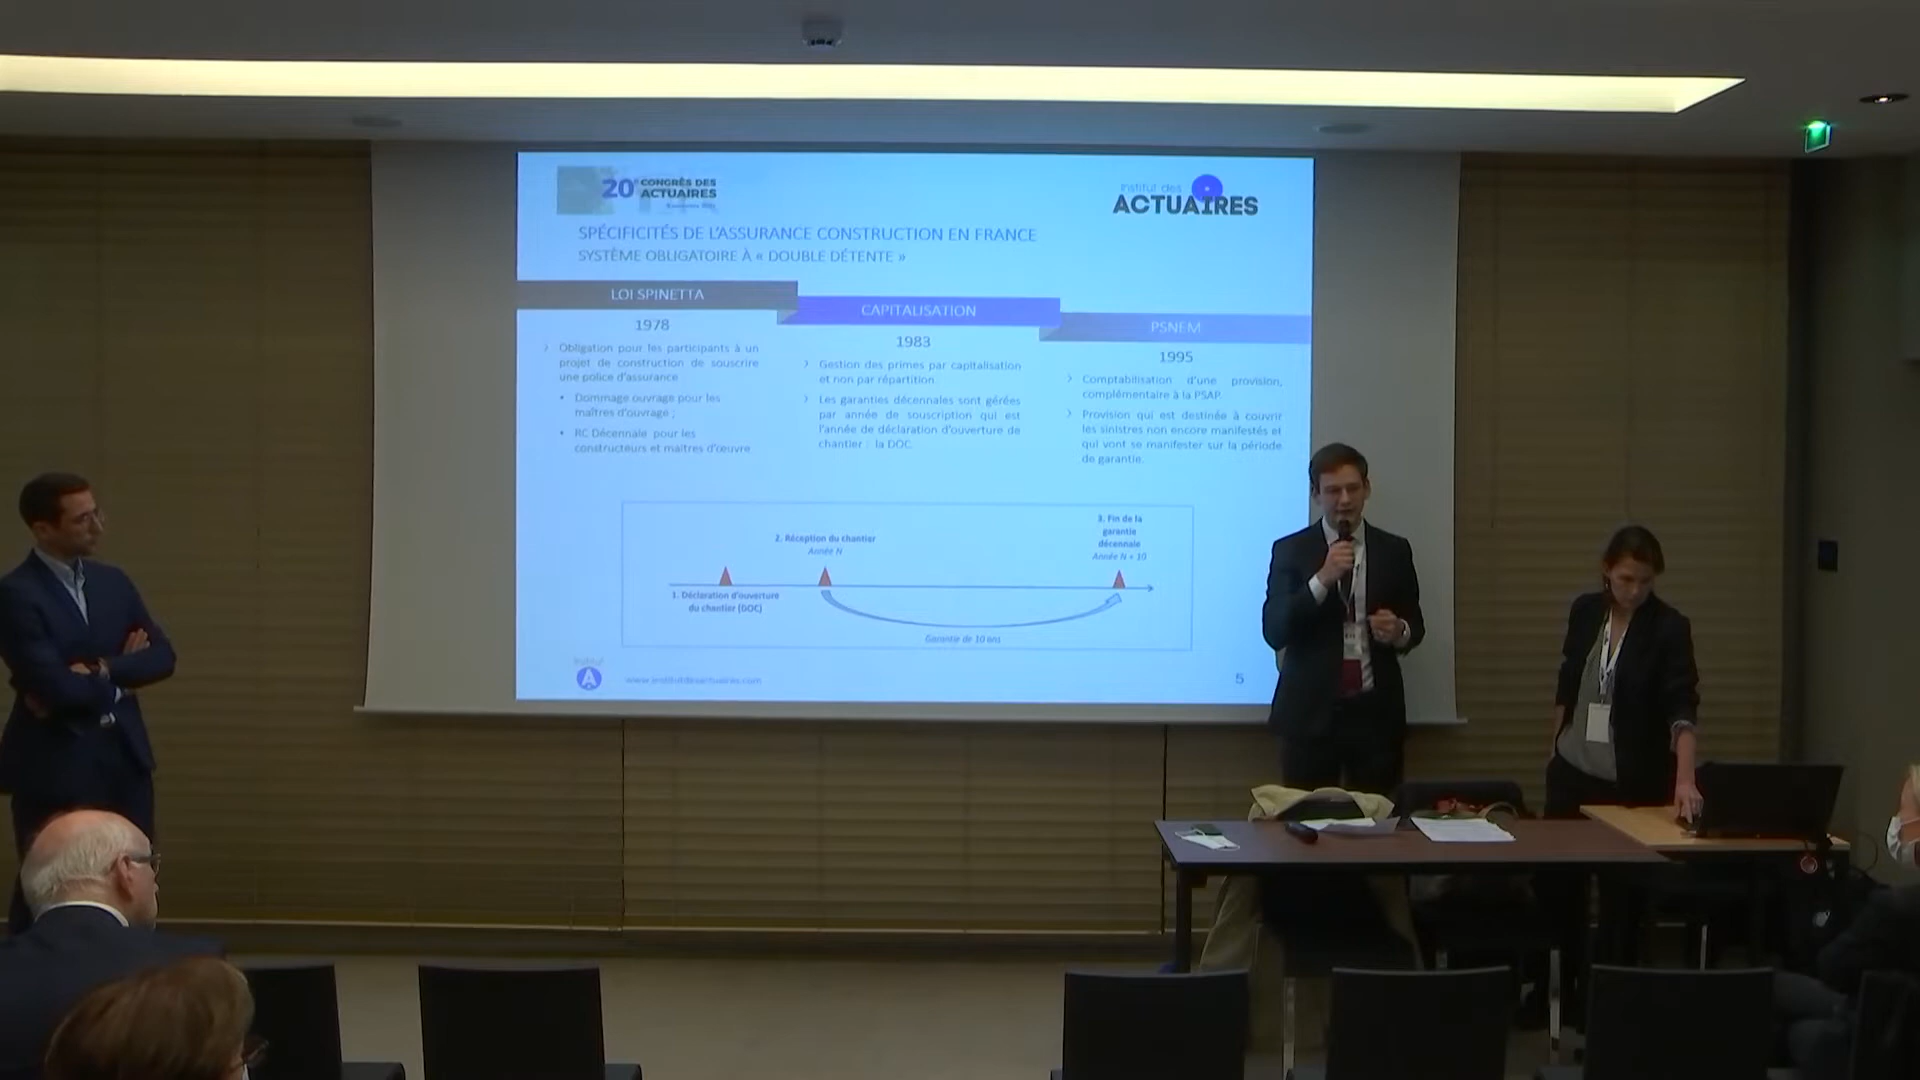 20e CONGRÈS DES
ACTUAIRES
Institut des
ACTUAIRES
SPÉCIFICITÉS DE L'ASSURANCE CONSTRUCTION EN FRANCE
SYSTÈME OBLIGATOIRE À « DOUBLE DÉTENTE »
LOI SPINETTA
1978
Obligation pour les participants à un
projet de construction de souscrire
une police d'assurance
• Dommage ouvrage pour les
maîtres d'ouvrage ;
• RC Décennale pour les
constructeurs et maîtres d'œuvre
CAPITALISATION
1983
Gestion des primes par capitalisation
et non par répartition.
Les garanties décennales sont gérées
par année de souscription qui est
l'année de déclaration d'ouverture de
chantier : la DOC.
PSNEM
1995
Comptabilisation d'une provision,
complémentaire à la PSAP.
Provision qui est destinée à couvrir
les sinistres non encore manifestés et
qui vont se manifester sur la période
de garantie.
1. Déclaration d'ouverture
du chantier (DOC)
2. Réception du chantier
Année N
3. Fin de la
garantie
décennale
Année N + 10
Garantie de 10 ans
Institut
A
www.institutdesactuaires.com
5